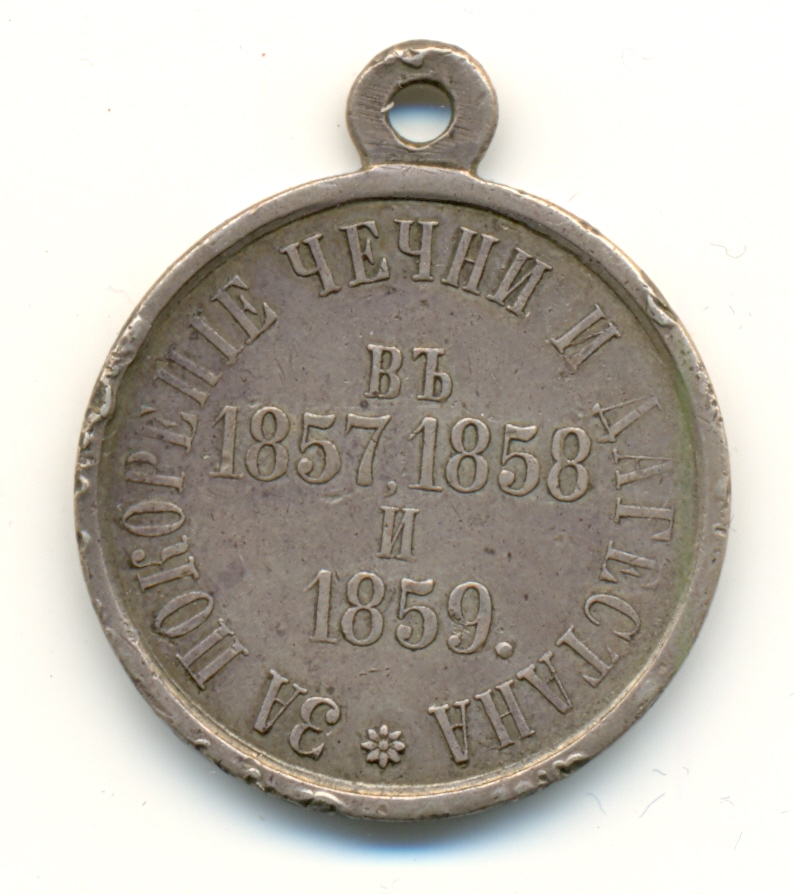 ЗА ПОКОРЕНІЕ ЧЕЧНИ И ДАГЕСТАНА
ВЪ
1857, 1858
И
1859.